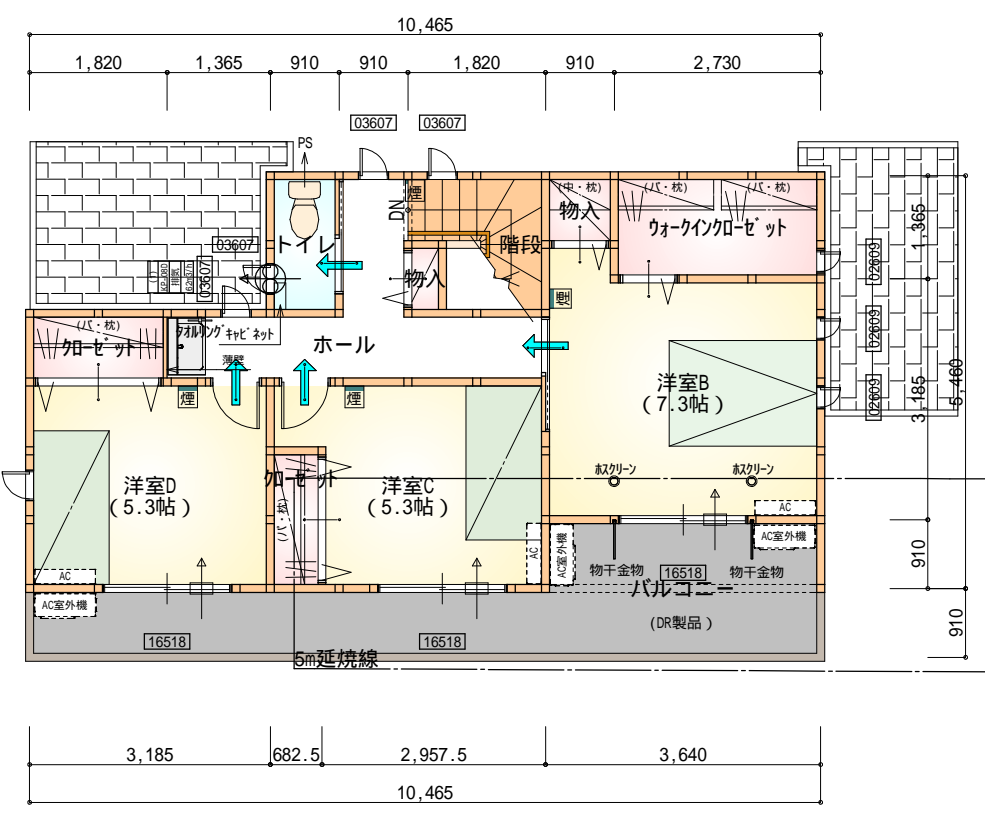 10,465
1,820
1,365
910
910
1,820
910
2,730
03607
03607
PS
煙
DN
(中・枕)
(パ・枕)
(パ・枕)
物入
ウォークインクローゼット
トイレ
階段
03607
03607
排気
物入
煙
02609
02609
02609
1,365
3,185
5,460
(パ・枕)
クローゼット
タオルリングキャビネット
薄壁
ホール
煙
煙
洋室B
(7.3帖)
ホスクリーン
ホスクリーン
クローゼット
(パ・枕)
洋室D
(5.3帖)
洋室C
(5.3帖)
AC
AC室外機
AC
AC室外機
AC
AC室外機
物干金物
16518
物干金物
バルコニー
(DR製品)
910
910
16518
16518
5m延焼線
3,185
682.5
2,957.5
3,640
10,465